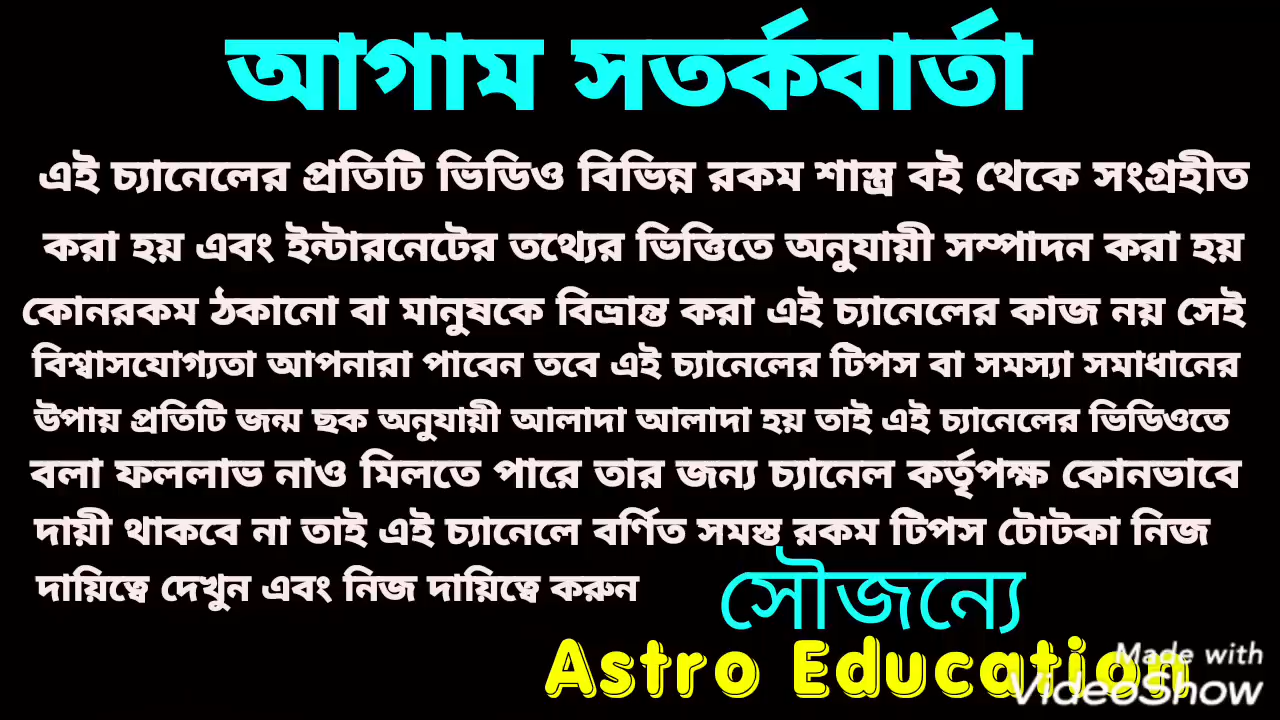 আগাম সতর্কবার্তা
এই চ্যানেলের প্রতিটি ভিডিও বিভিন্ন রকম শাস্ত্র বই থেকে সংগ্রহীত
করা হয় এবং ইন্টারনেটের তথ্যের ভিত্তিতে অনুযায়ী সম্পাদন করা হয়
কোনরকম ঠকানো বা মানুষকে বিভ্রান্ত করা এই চ্যানেলের কাজ নয় সেই
বিশ্বাসযোগ্যতা আপনারা পাবেন তবে এই চ্যানেলের টিপস বা সমস্যা সমাধানের
উপায় প্রতিটি জন্ম ছক অনুযায়ী আলাদা আলাদা হয় তাই এই চ্যানেলের ভিডিওতে
বলা ফললাভ নাও মিলতে পারে তার জন্য চ্যানেল কর্তৃপক্ষ কোনভাবে
দায়ী থাকবে না তাই এই চ্যানেলে বর্ণিত সমস্ত রকম টিপস টোটকা নিজ
দায়িত্বে দেখুন এবং নিজ দায়িত্বে করুন
সৌজন্যে
Astro Education
Made with
VideoShow